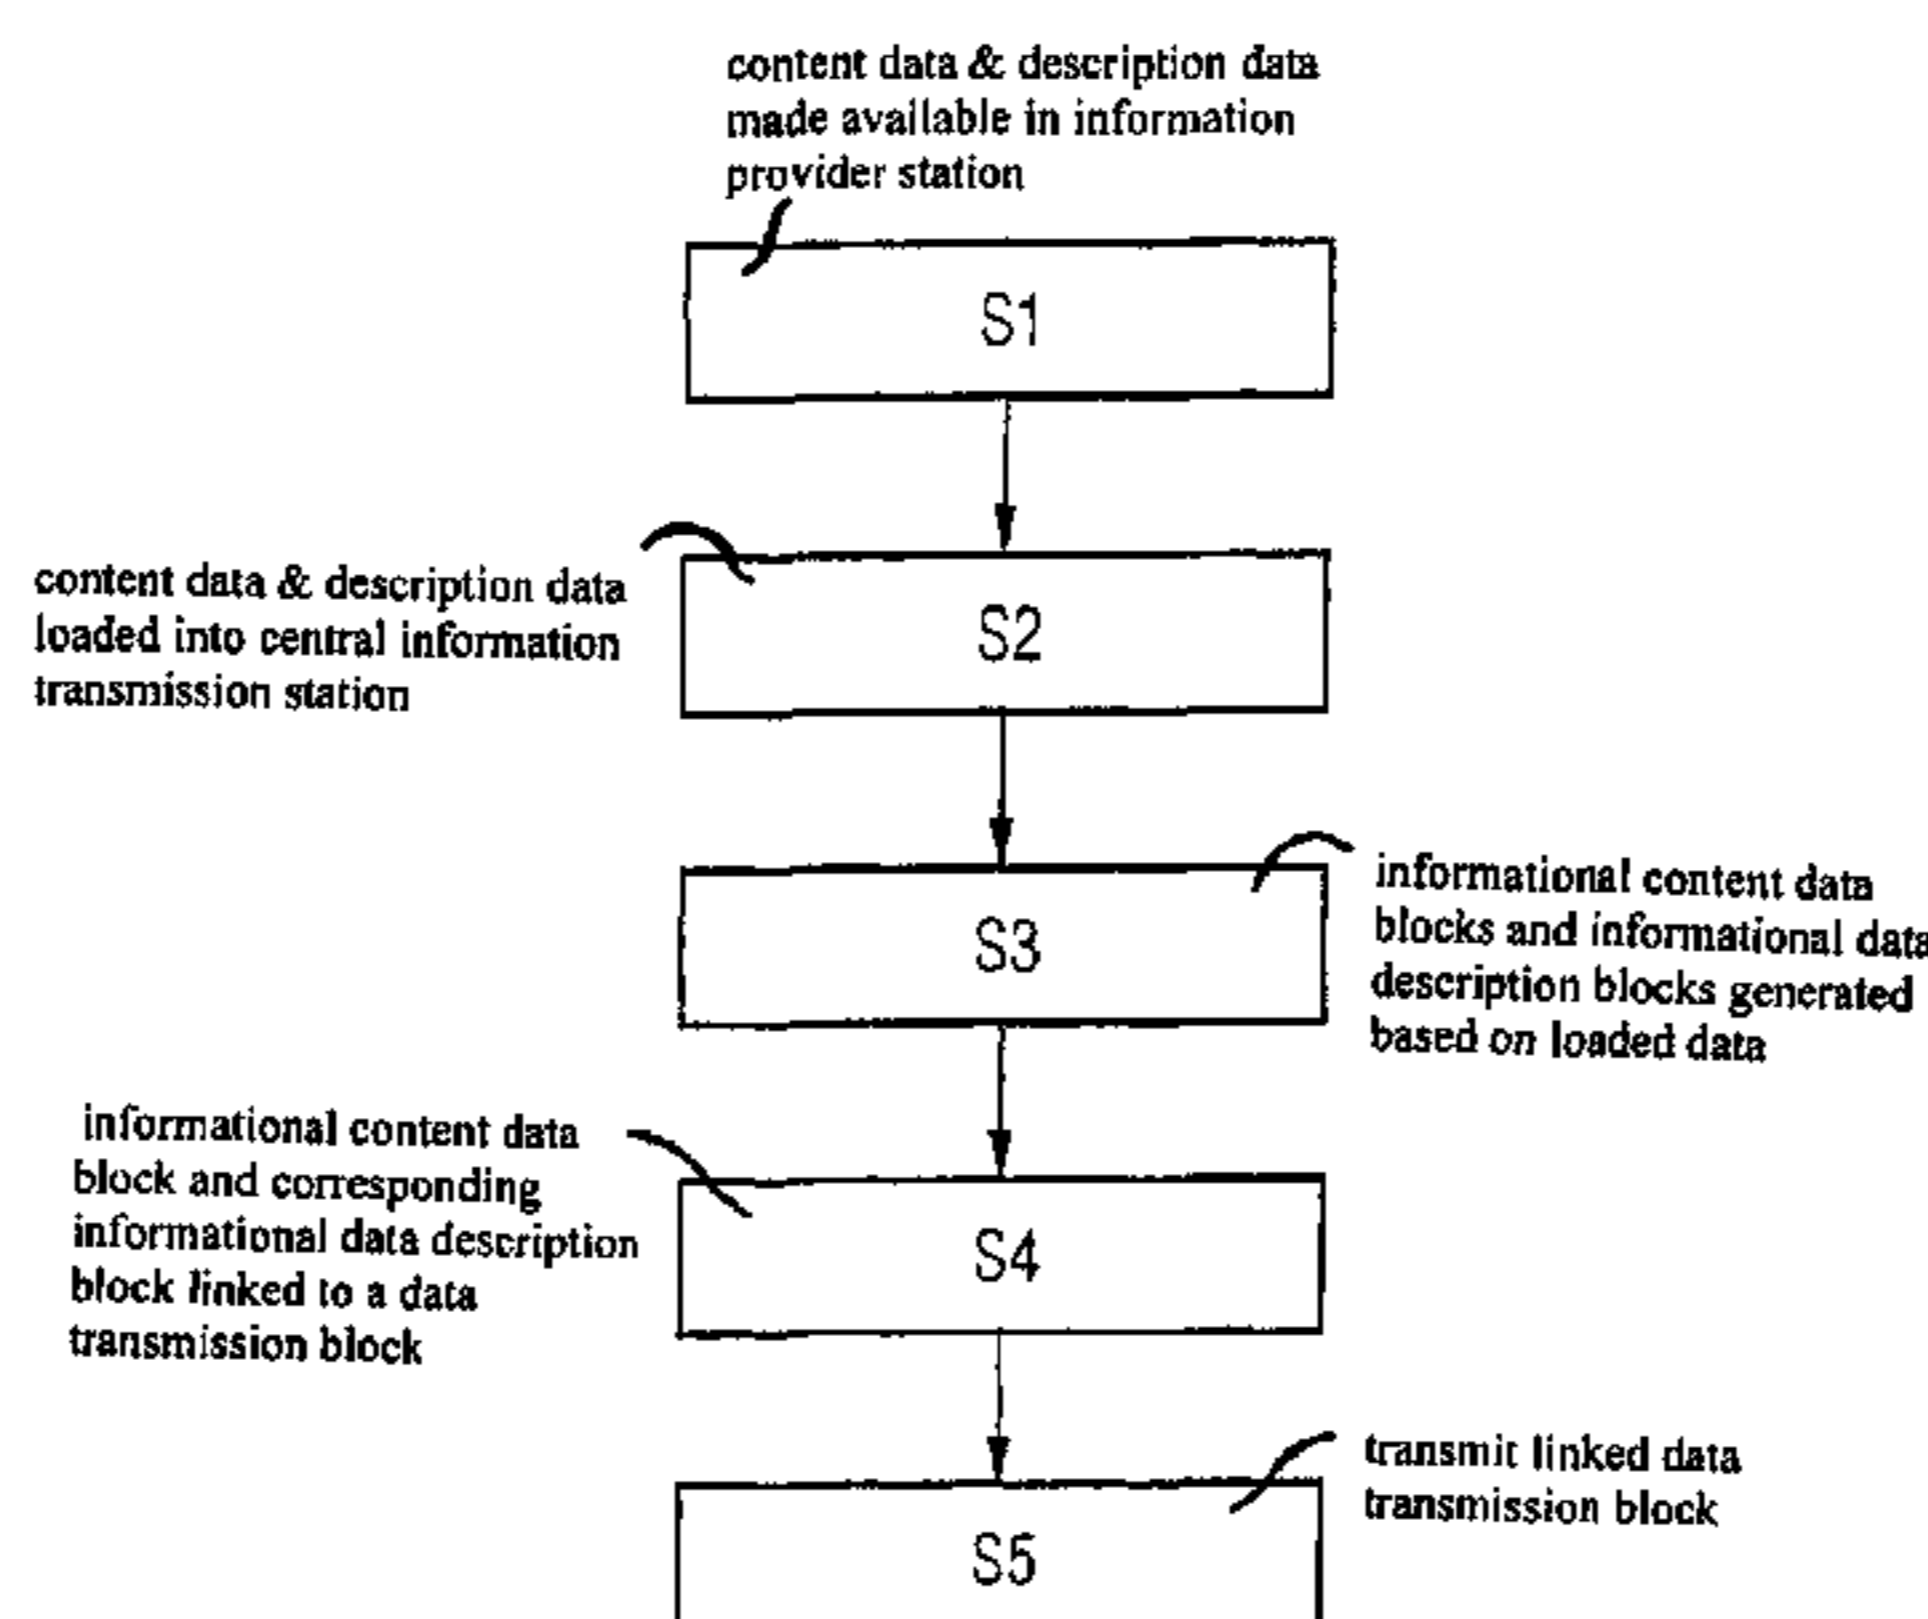 content data & description data
made available in information
provider station
S1
content data & description data
loaded into central information
transmission station
S2
informational content data
blocks and informational data
description blocks generated
based on loaded data
S3
informational content data
block and corresponding
informational data description
block linked to a data
transmission block
S4
transmit linked data
transmission block
S5